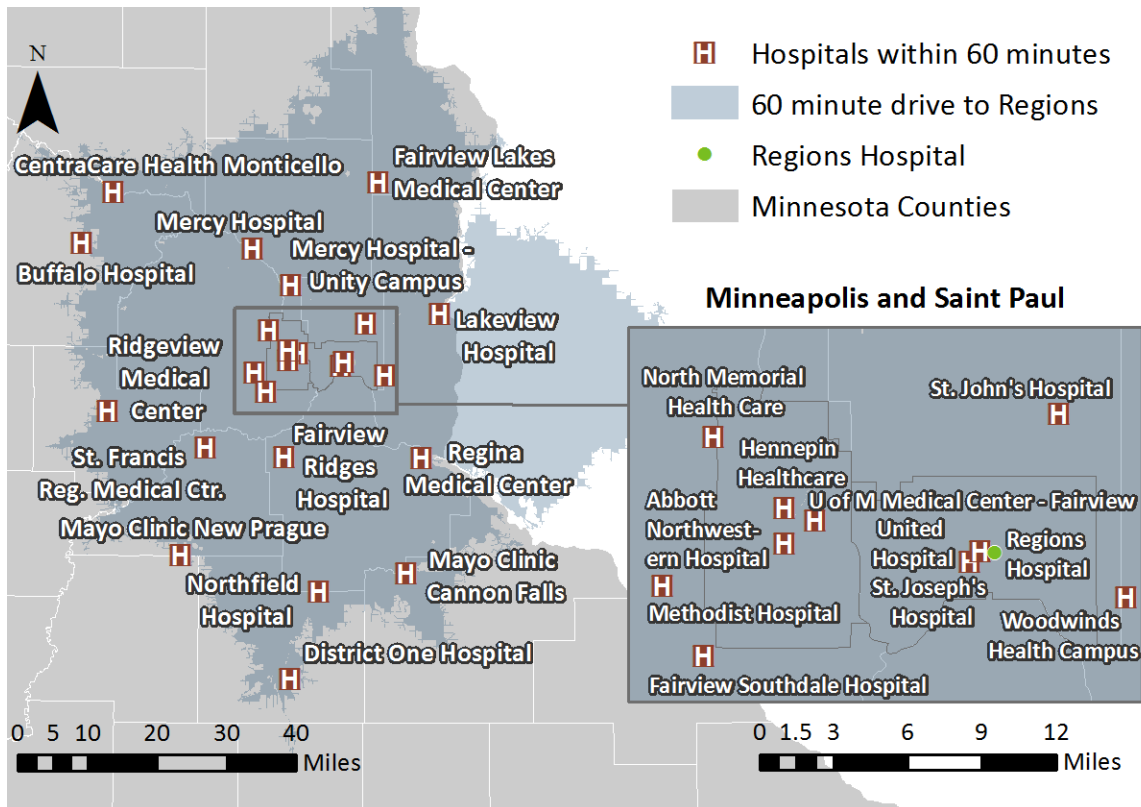 N
H Hospitals within 60 minutes
60 minute drive to Regions
Regions Hospital
Minnesota Counties
CentraCare Health Monticello
H
Fairview Lakes
Medical Center
H
Mercy Hospital
H
Mercy Hospital -
Unity Campus
H
H
Buffalo Hospital
H
Lakeview
Hospital
H
H
H
H
H
H
H
H
H
Ridgeview
Medical
Center
H
St. Francis
Reg. Medical Ctr.
H
Fairview
Ridges
Hospital
H
Regina
Medical Center
H
Mayo Clinic New Prague
H
Northfield
Hospital
H
Mayo Clinic
Cannon Falls
H
District One Hospital
H
0 5 10 20 30 40
Miles
Minneapolis and Saint Paul
North Memorial
Health Care
H
St. John's Hospital
H
Hennepin
Healthcare
H
U of M Medical Center - Fairview
H
Abbott
Northwest-
ern Hospital
H
United
Hospital
H
Regions
Hospital
St. Joseph's
Hospital
H
H
Methodist Hospital
H
Woodwinds
Health Campus
H
Fairview Southdale Hospital
0 1.5 3 6 9 12
Miles